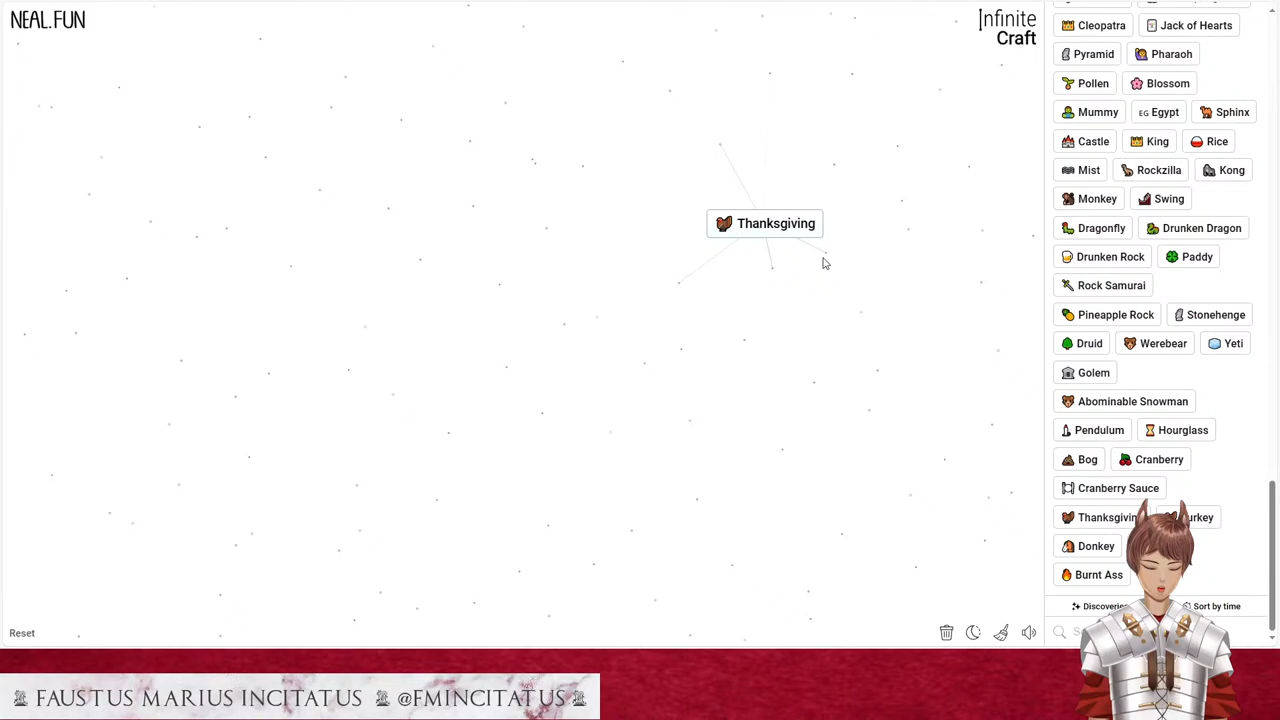 NEAL.FUN
Infinite
Craft
Thanksgiving
Cleopatra Jack of Hearts
Pyramid Pharaoh
Pollen Blossom
Mummy EG Egypt Sphinx
Castle King Rice
Mist Rockzilla Kong
Monkey Swing
Dragonfly Drunken Dragon
Drunken Rock Paddy
Rock Samurai
Pineapple Rock Stonehenge
Druid Werebear Yeti
Golem
Abominable Snowman
Pendulum Hourglass
Bog Cranberry
Cranberry Sauce
Thanksgivin urkey
Donkey
Burnt Ass
Discoveries Sort by time
Reset
FAUSTUS MARIUS INCITATUS @FMINCITATUS